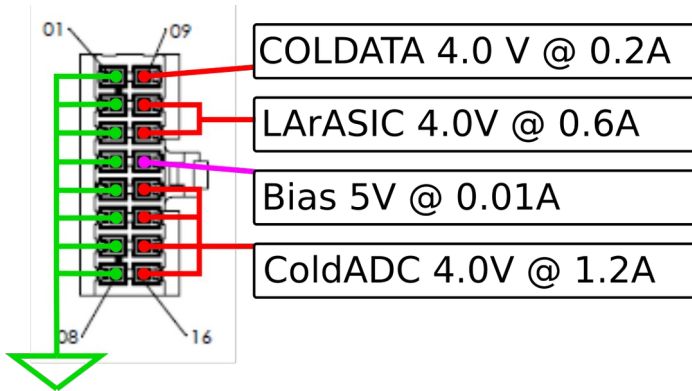 01
09
COLDATA 4.0 V @ 0.2A
LArASIC 4.0V @ 0.6A
Bias 5V @ 0.01A
ColdADC 4.0V @ 1.2A
08
16